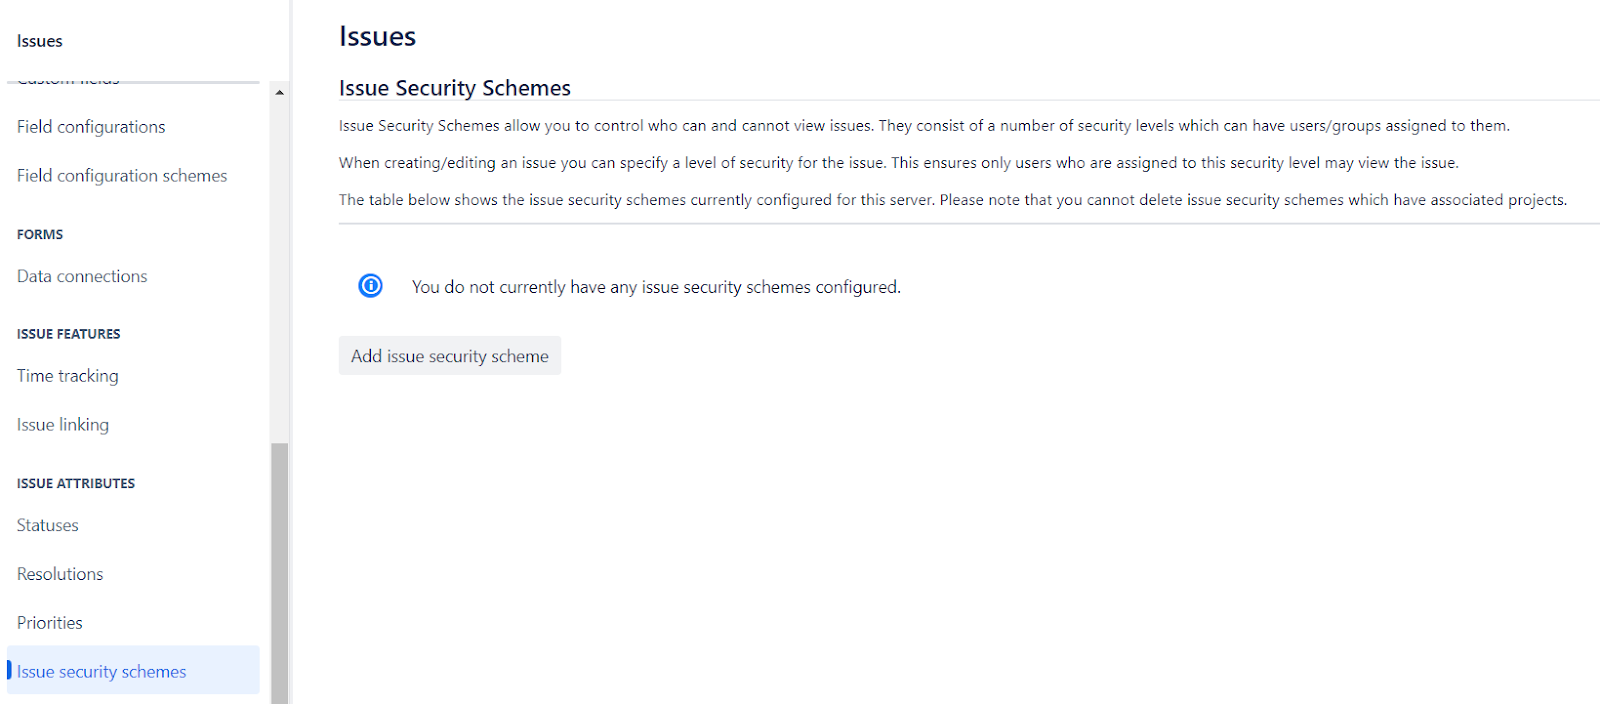 Issues
Custom fields
Field configurations
Field configuration schemes
FORMS
Data connections
ISSUE FEATURES
Time tracking
Issue linking
ISSUE ATTRIBUTES
Statuses
Resolutions
Priorities
Issue security schemes
Issues
Issue Security Schemes
Issue Security Schemes allow you to control who can and cannot view issues. They consist of a number of security levels which can have users/groups assigned to them.
When creating/editing an issue you can specify a level of security for the issue. This ensures only users who are assigned to this security level may view the issue.
The table below shows the issue security schemes currently configured for this server. Please note that you cannot delete issue security schemes which have associated projects.
You do not currently have any issue security schemes configured.
Add issue security scheme